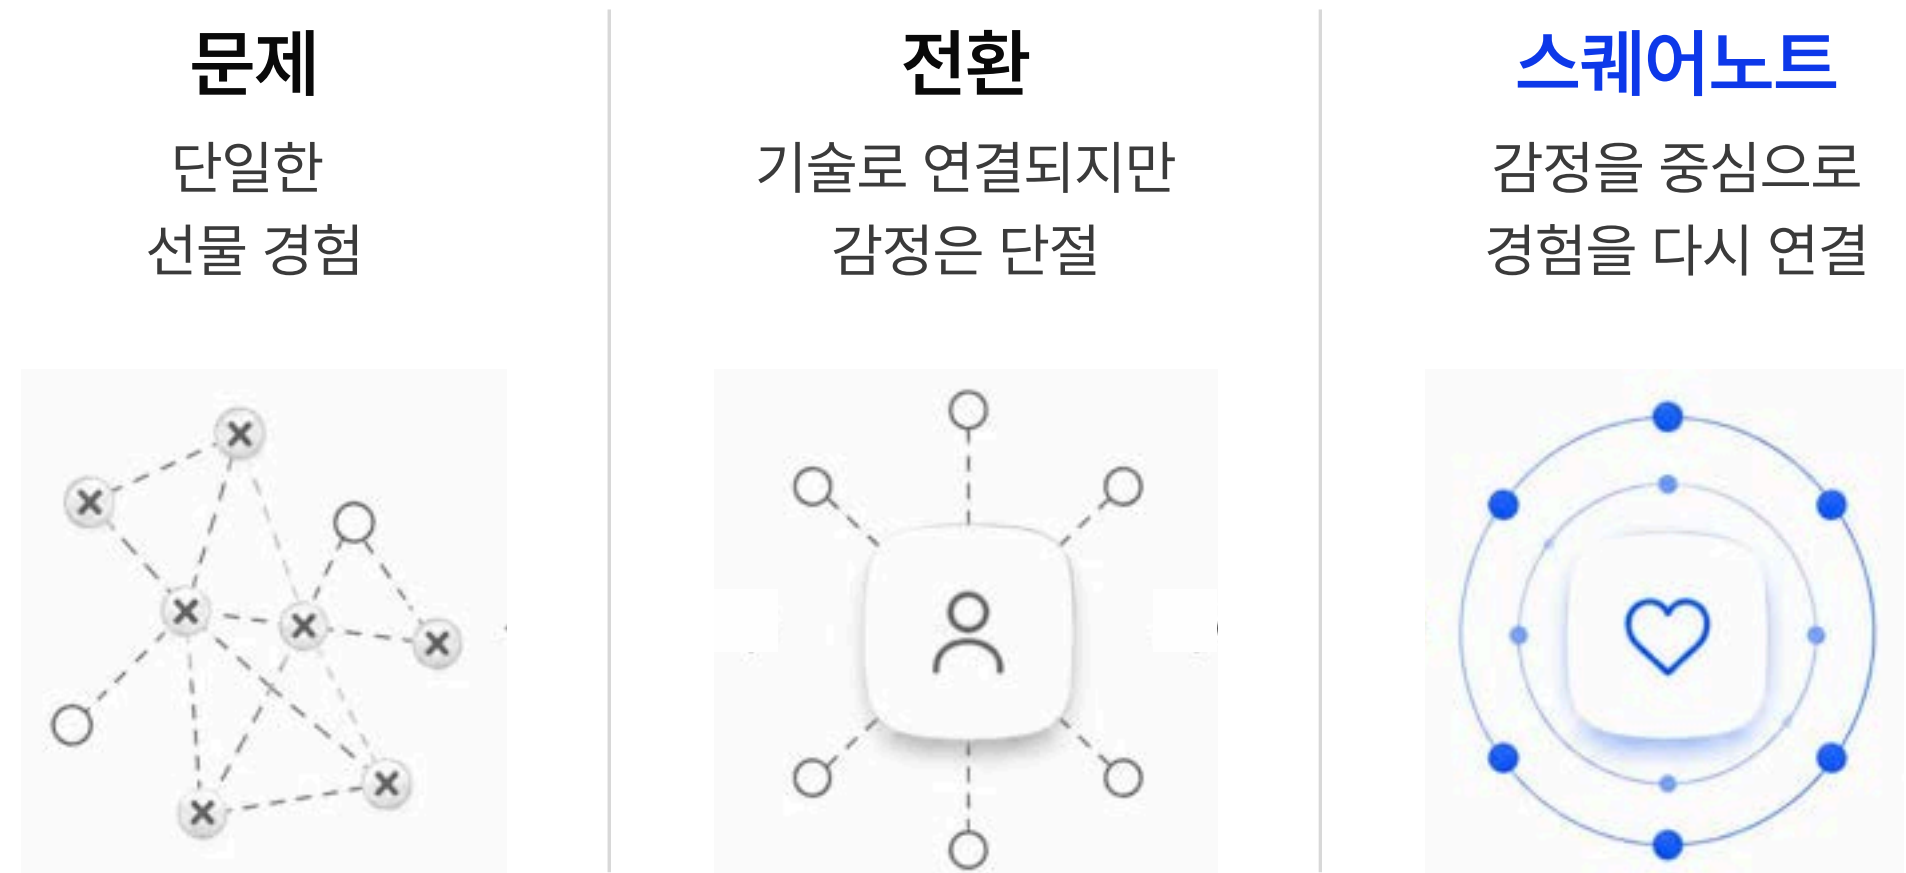 문제
단일한
선물 경험
전환
기술로 연결되지만
감정은 단절
스퀘어노트
감정을 중심으로
경험을 다시 연결